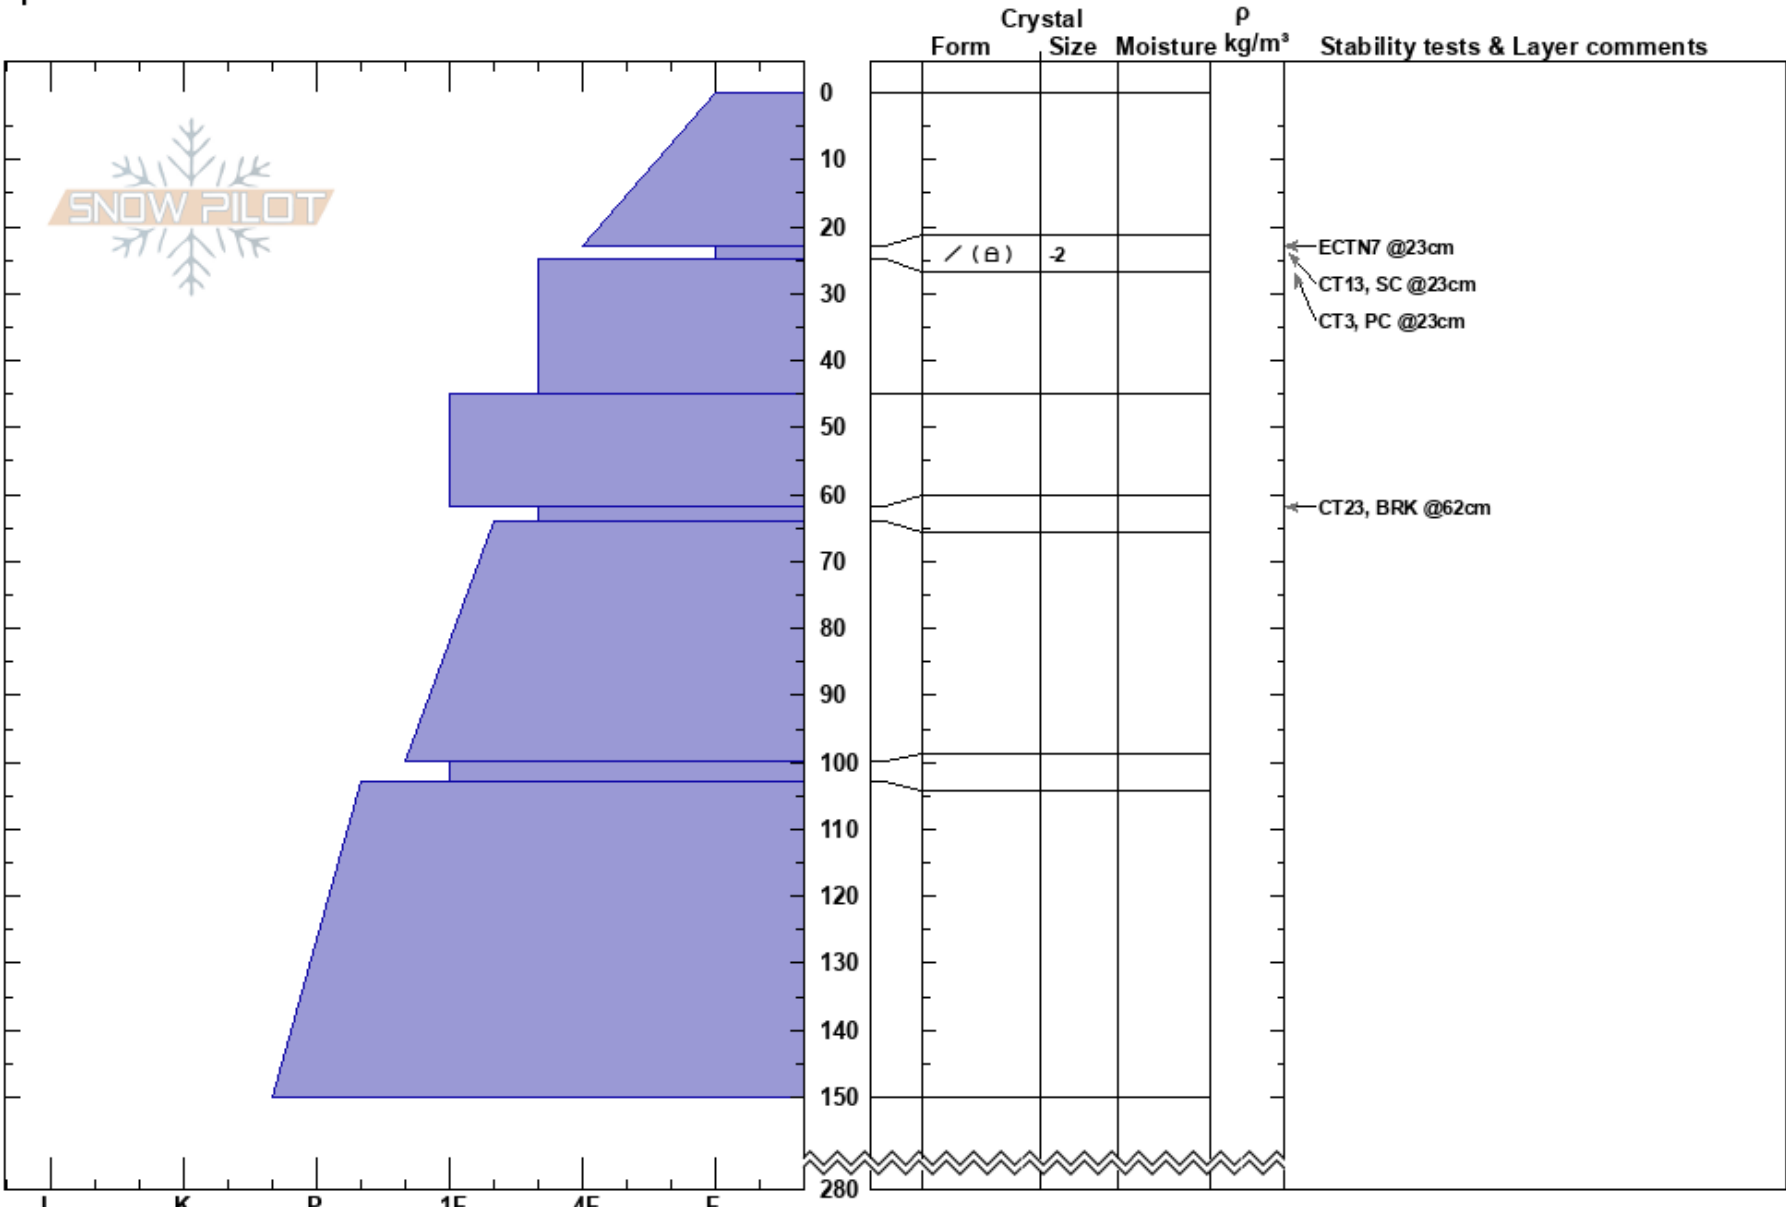 Crystal
ρ
Form
Size
Moisture
kg/m³
Stability tests & Layer comments
SNOW PILOT
0
10
20
30
40
50
60
70
80
90
100
110
120
130
140
150
280
/ (
)
-2
ECTN7 @23cm
CT13, SC @23cm
CT3, PC @23cm
CT23, BRK @62cm
I K P 1F 4F F